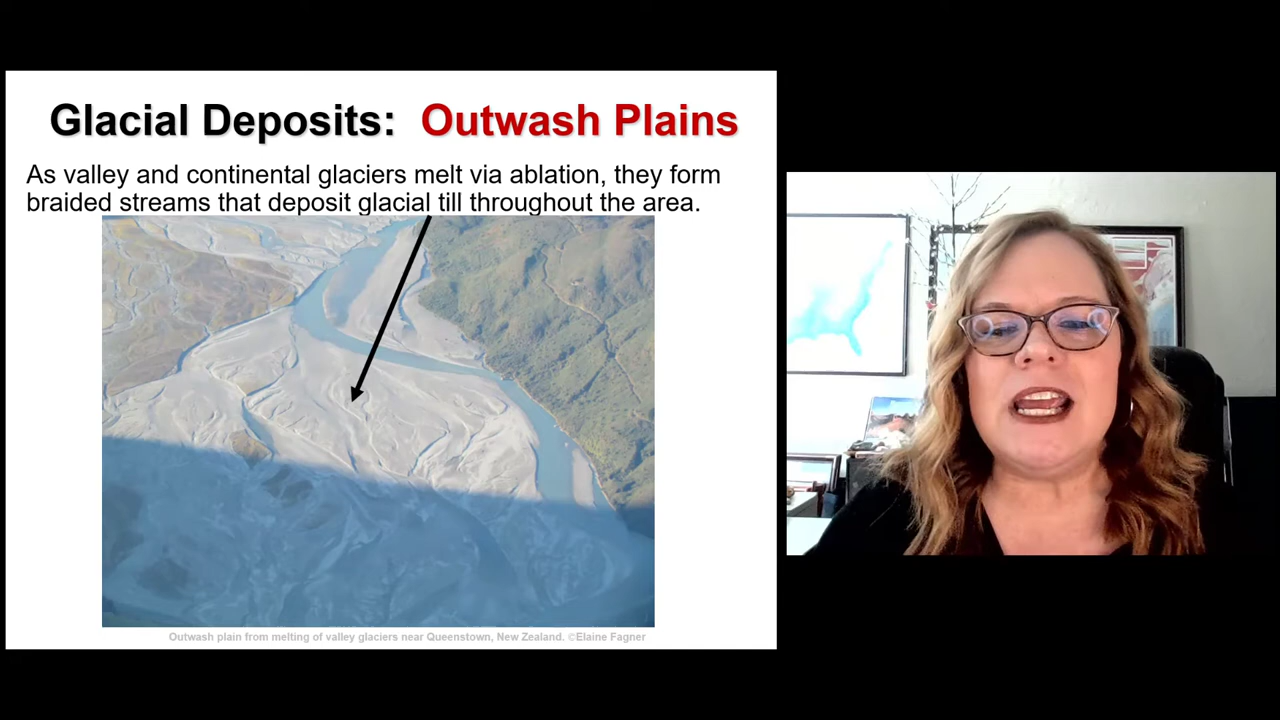 Glacial Deposits: Outwash Plains
As valley and continental glaciers melt via ablation, they form
braided streams that deposit glacial till throughout the area.
Outwash plain from melting of valley glaciers near Queenstown, New Zealand. ©Elaine Fagner